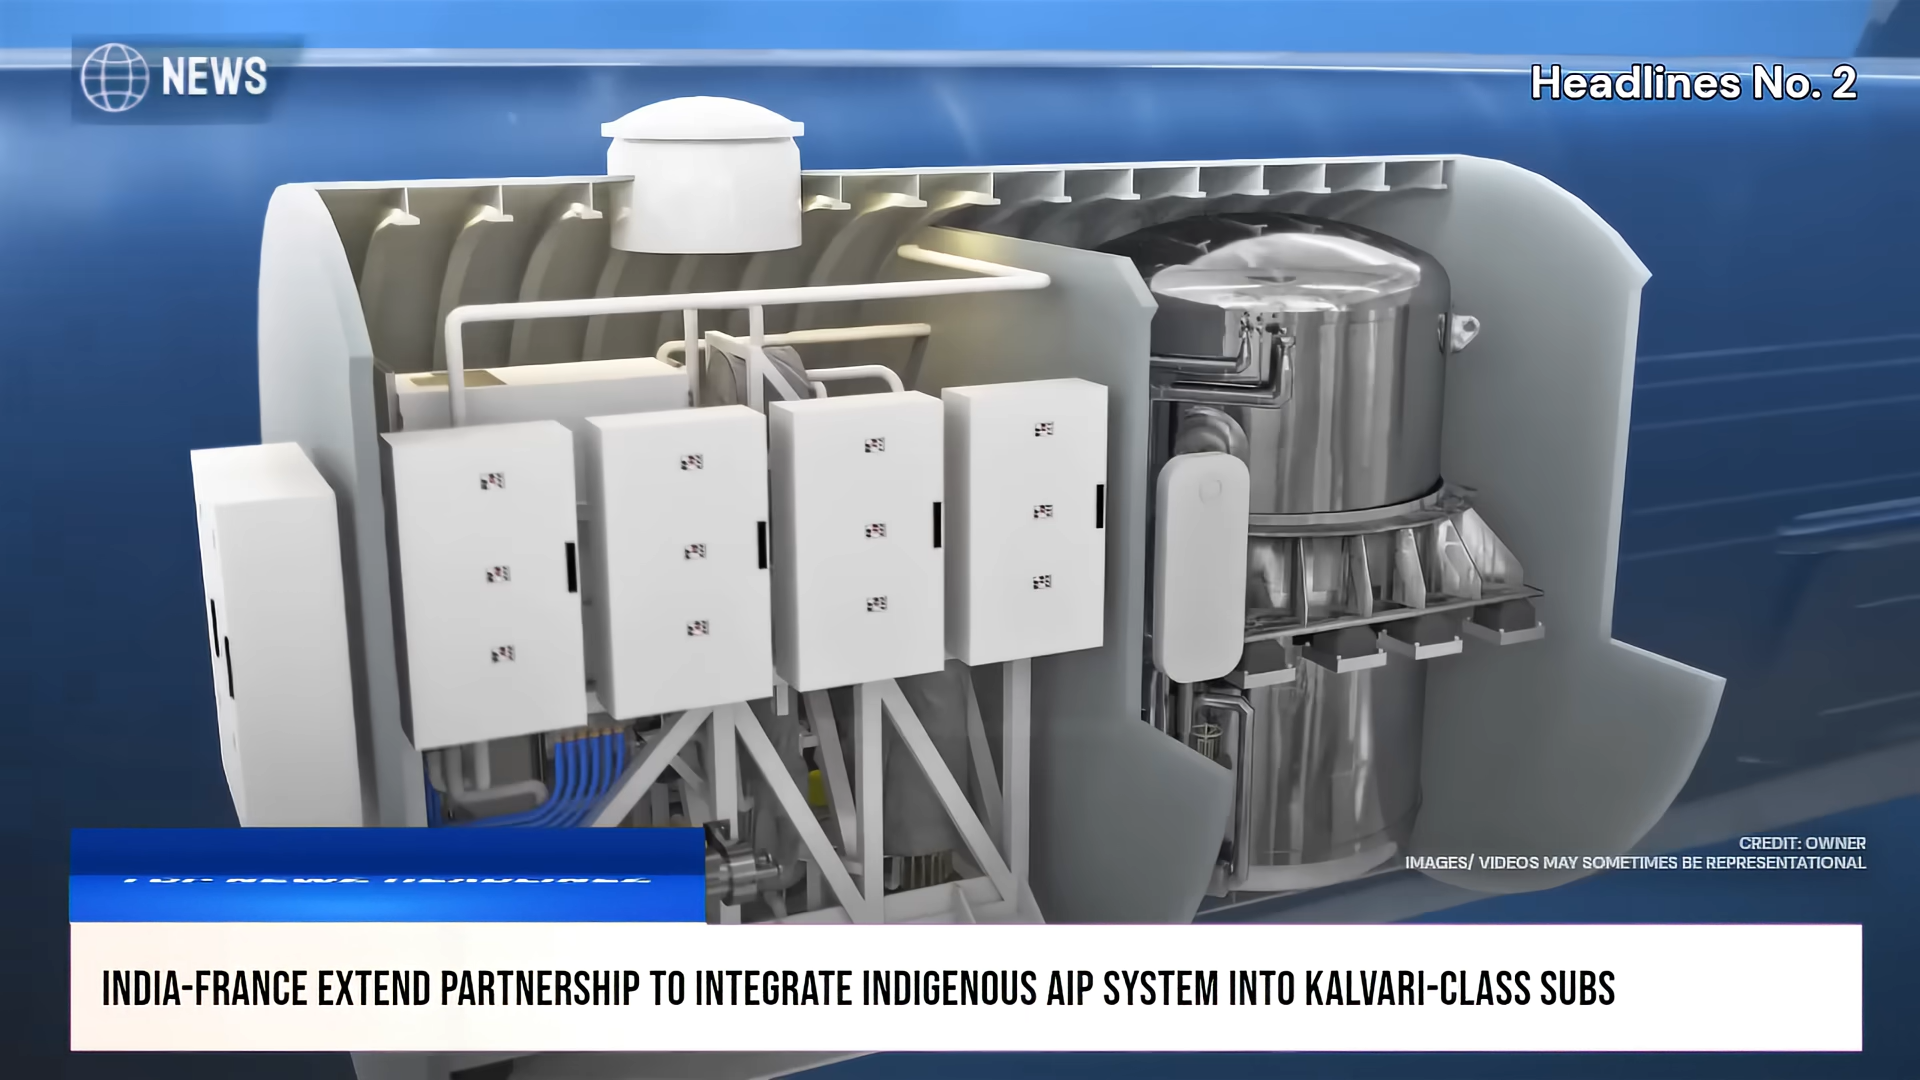 NEWS
Headlines No. 2
CREDIT: OWNER
IMAGES/ VIDEOS MAY SOMETIMES BE REPRESENTATIONAL
INDIA-FRANCE EXTEND PARTNERSHIP TO INTEGRATE INDIGENOUS AIP SYSTEM INTO KALVARI-CLASS SUBS